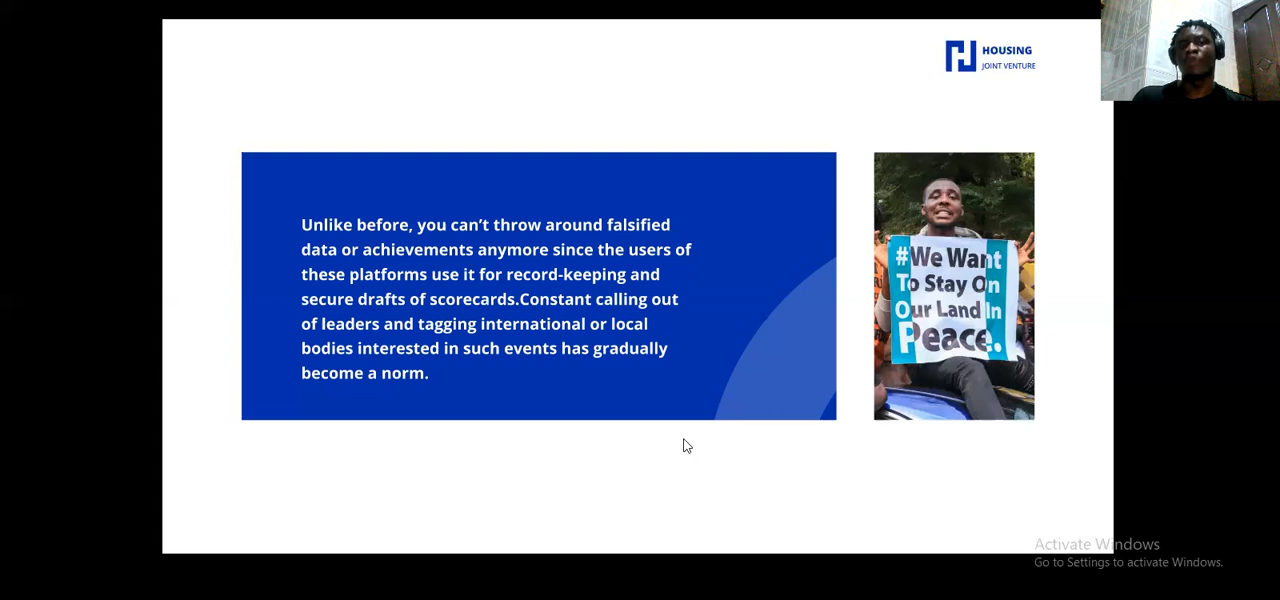 HOUSING
JOINT VENTURE
Unlike before, you can't throw around falsified
data or achievements anymore since the users of
these platforms use it for record-keeping and
secure drafts of scorecards.Constant calling out
of leaders and tagging international or local
bodies interested in such events has gradually
become a norm.
#We Want
To Stay On
Our Land In
Peace.
Activate Windows
Go to Settings to activate Windows.